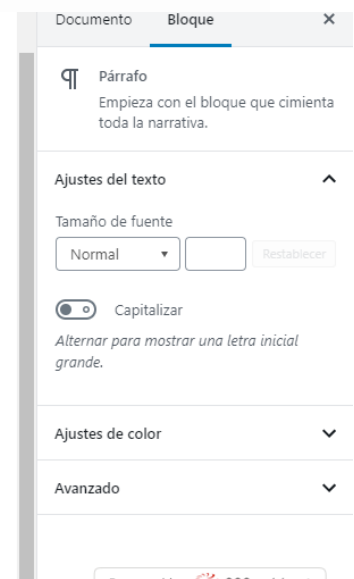 Documento Bloque ×
¶ Párrafo
Empieza con el bloque que cimienta
toda la narrativa.
Ajustes del texto
Tamaño de fuente
Normal
Restablecer
Capitalizar
Alternar para mostrar una letra inicial
grande.
Ajustes de color
Avanzado